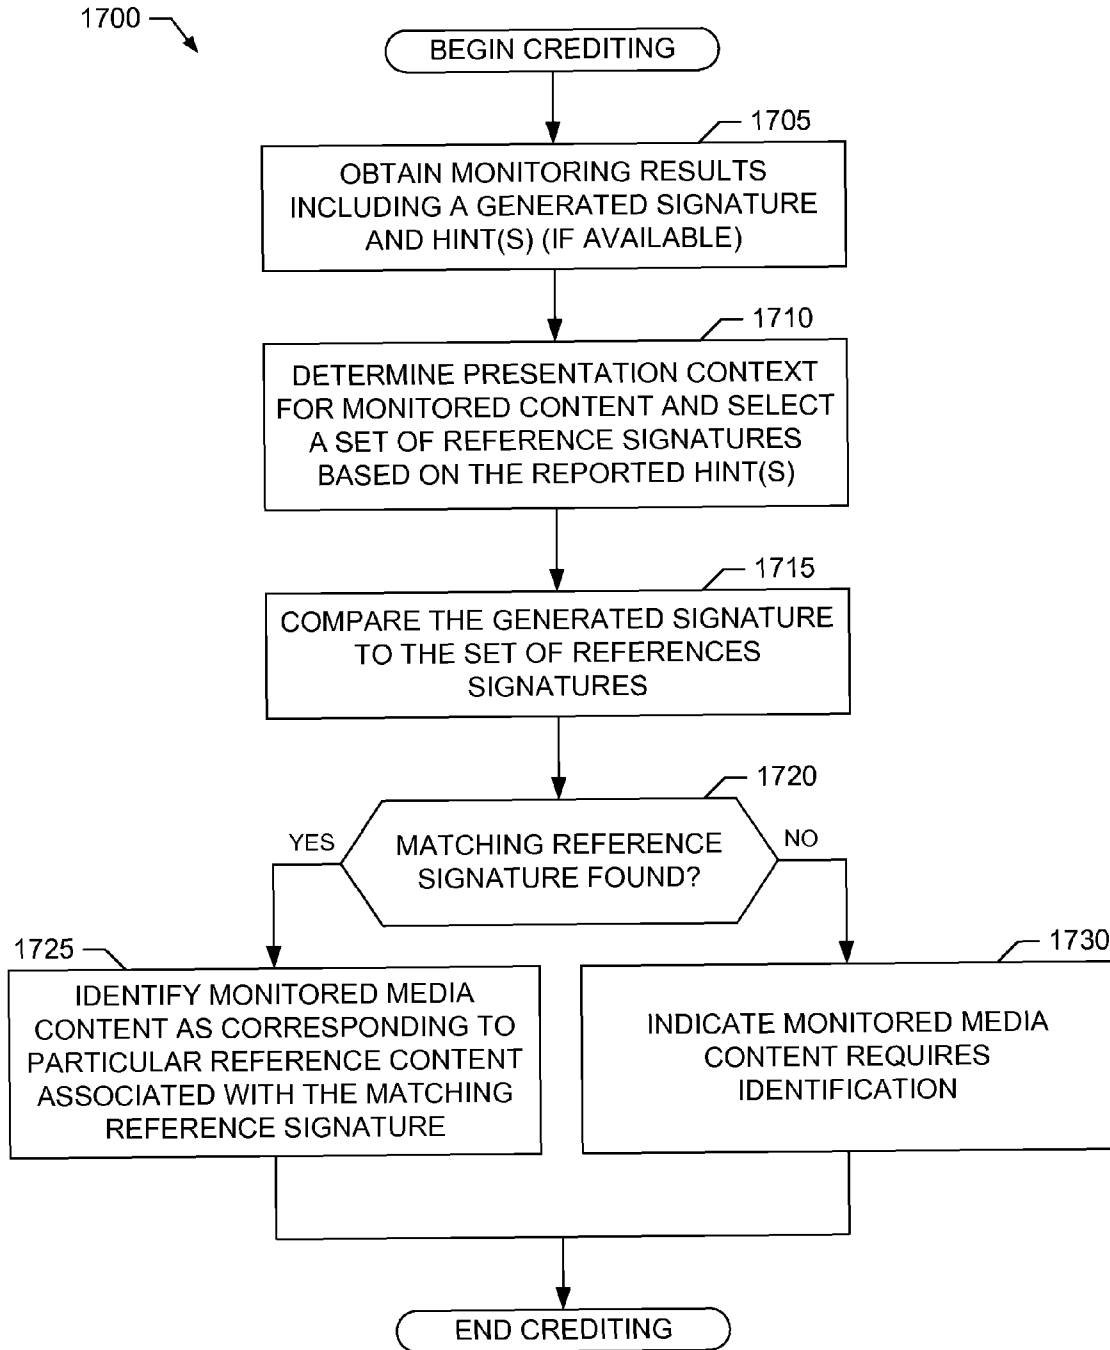 1700
BEGIN CREDITING
1705
OBTAIN MONITORING RESULTS
INCLUDING A GENERATED SIGNATURE
AND HINT(S) (IF AVAILABLE)
1710
DETERMINE PRESENTATION CONTEXT
FOR MONITORED CONTENT AND SELECT
A SET OF REFERENCE SIGNATURES
BASED ON THE REPORTED HINT(S)
1715
COMPARE THE GENERATED SIGNATURE
TO THE SET OF REFERENCES
SIGNATURES
1720
MATCHING REFERENCE
SIGNATURE FOUND?
YES
NO
1725
IDENTIFY MONITORED MEDIA
CONTENT AS CORRESPONDING TO
PARTICULAR REFERENCE CONTENT
ASSOCIATED WITH THE MATCHING
REFERENCE SIGNATURE
1730
INDICATE MONITORED MEDIA
CONTENT REQUIRES
IDENTIFICATION
END CREDITING